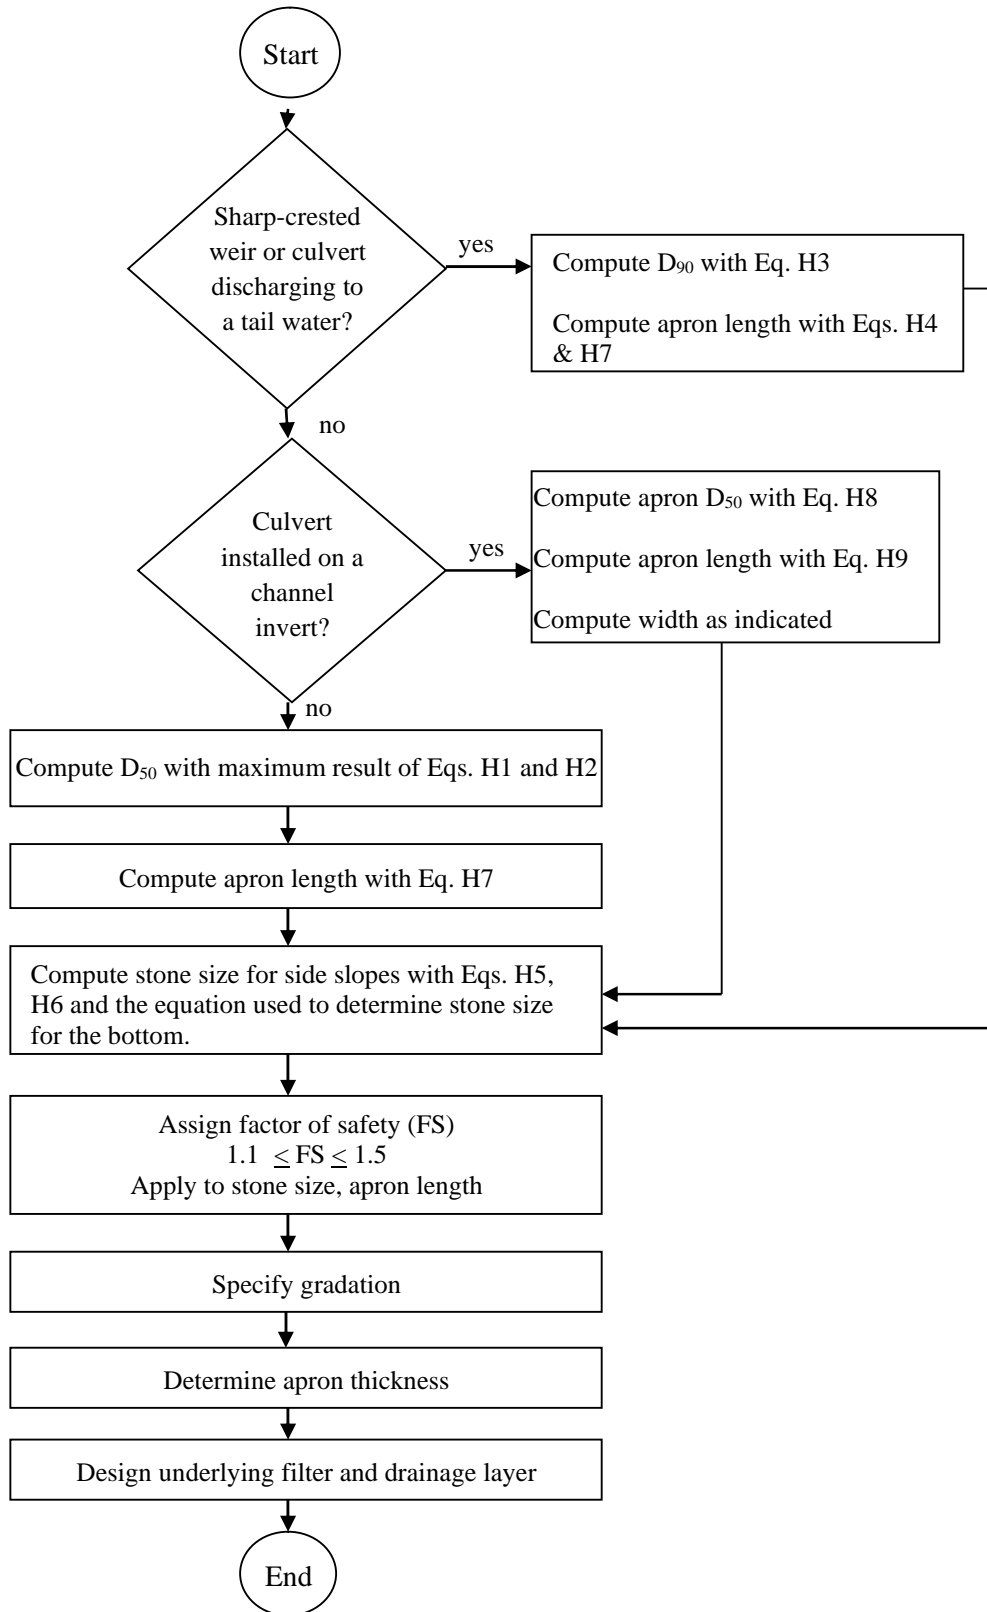 Start
Sharp-crested
weir or culvert
discharging to
a tail water?
yes
Compute D₉₀ with Eq. H3
Compute apron length with Eqs. H4
& H7
no
Culvert
installed on a
channel
invert?
yes
Compute apron D₅₀ with Eq. H8
Compute apron length with Eq. H9
Compute width as indicated
no
Compute D₅₀ with maximum result of Eqs. H1 and H2
Compute apron length with Eq. H7
Compute stone size for side slopes with Eqs. H5,
H6 and the equation used to determine stone size
for the bottom.
Assign factor of safety (FS)
1.1 ≤ FS ≤ 1.5
Apply to stone size, apron length
Specify gradation
Determine apron thickness
Design underlying filter and drainage layer
End